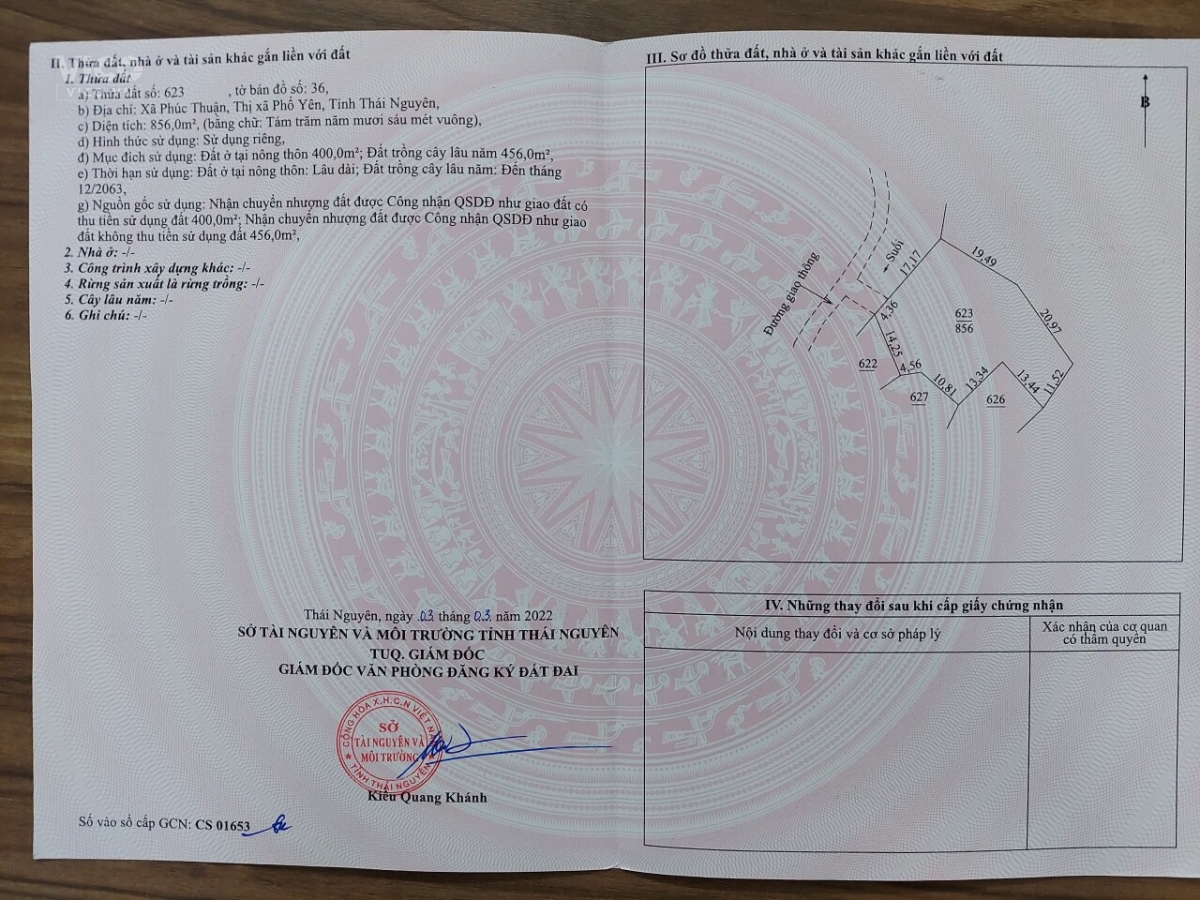 II. Thửa đất, nhà ở và tài sản khác gắn liền với đất
1. Thửa đất
a) Thửa đất số: 623 , tờ bản đồ số: 36,
b) Địa chỉ: Xã Phúc Thuận, Thị xã Phổ Yên, Tỉnh Thái Nguyên,
c) Diện tích: 856,0m², (bằng chữ: Tám trăm năm mươi sáu mét vuông),
d) Hình thức sử dụng: Sử dụng riêng,
đ) Mục đích sử dụng: Đất ở tại nông thôn 400,0m²; Đất trồng cây lâu năm 456,0m²,
e) Thời hạn sử dụng: Đất ở tại nông thôn: Lâu dài; Đất trồng cây lâu năm: Đến tháng
12/2063,
g) Nguồn gốc sử dụng: Nhận chuyển nhượng đất được Công nhận QSDĐ như giao đất có
thu tiền sử dụng đất 400,0m²; Nhận chuyển nhượng đất được Công nhận QSDĐ như giao
đất không thu tiền sử dụng đất 456,0m²,
2. Nhà ở: -/-
3. Công trình xây dựng khác: -/-
4. Rừng sản xuất là rừng trồng: -/-
5. Cây lâu năm: -/-
6. Ghi chú: -/-
Thái Nguyên, ngày 03 tháng 03 năm 2022
SỞ TÀI NGUYÊN VÀ MÔI TRƯỜNG TỈNH THÁI NGUYÊN
TUQ. GIÁM ĐỐC
GIÁM ĐỐC VĂN PHÒNG ĐĂNG KÝ ĐẤT ĐAI
CỘNG HÒA X.H.C.N VIỆT NAM
SỞ
TÀI NGUYÊN VÀ
MÔI TRƯỜNG
TỈNH THÁI NGUYÊN
Kiều Quang Khánh
Số vào sổ cấp GCN: CS 01653
III. Sơ đồ thửa đất, nhà ở và tài sản khác gắn liền với đất
B
Đường giao thông
Suối
17,17
19,49
20,97
4,36
623
856
14,25
622
4,56
10,81
13,34
13,44
11,52
627
626
IV. Những thay đổi sau khi cấp giấy chứng nhận
Nội dung thay đổi và cơ sở pháp lý
Xác nhận của cơ quan
có thẩm quyền